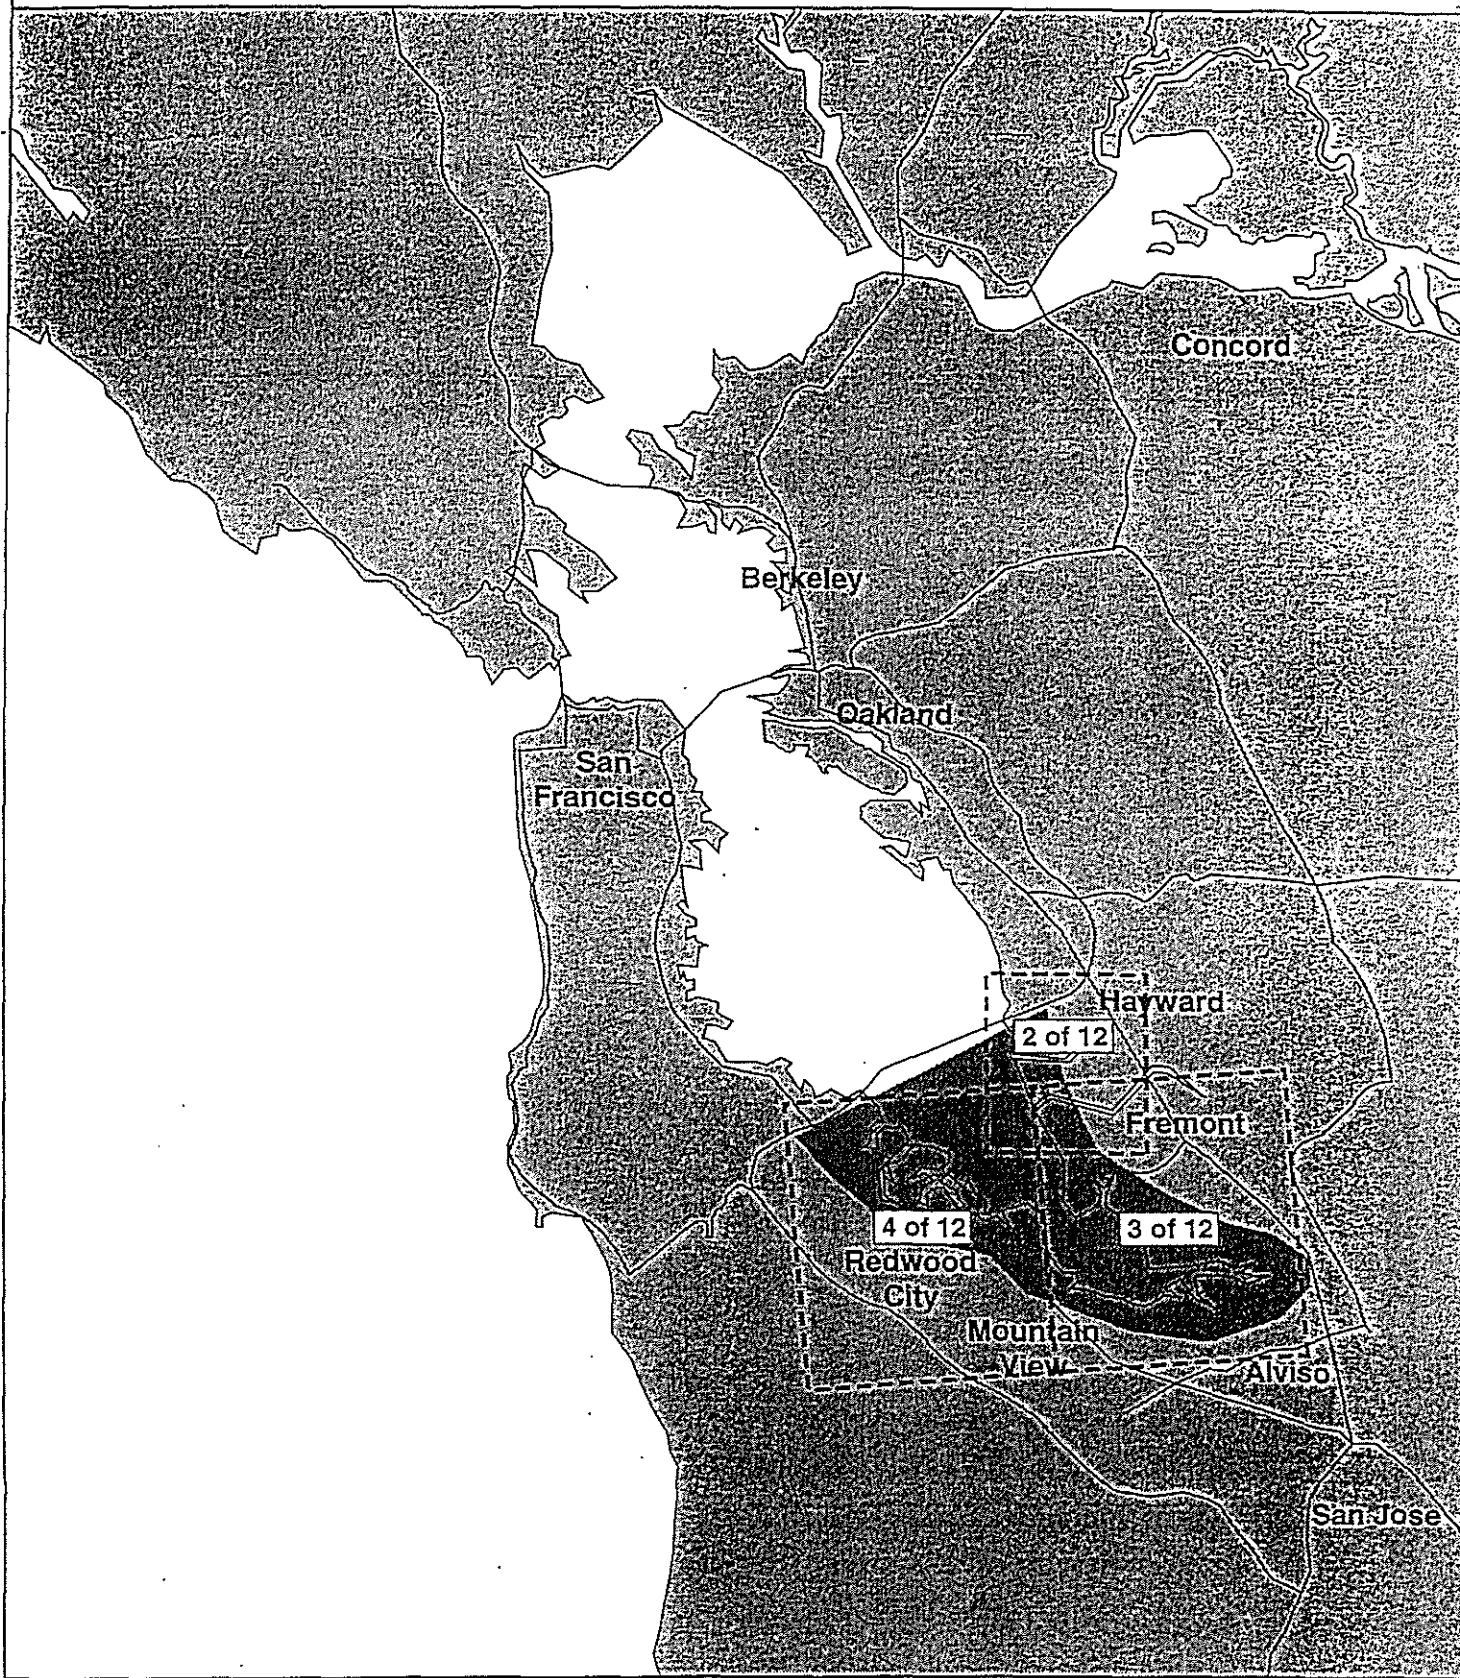 Concord
Berkeley
Oakland
San
Francisco
Hayward
2 of 12
Fremont
4 of 12
3 of 12
Redwood
City
Mountain
View
Alviso
San Jose